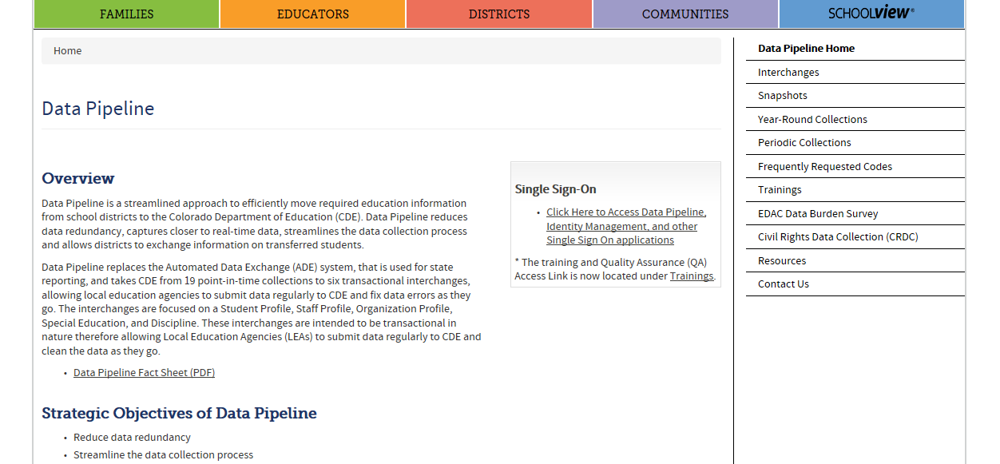 FAMILIES
EDUCATORS
DISTRICTS
COMMUNITIES
SCHOOLVIEW®
Home
Data Pipeline
Overview
Data Pipeline is a streamlined approach to efficiently move required education information
from school districts to the Colorado Department of Education (CDE). Data Pipeline reduces
data redundancy, captures closer to real-time data, streamlines the data collection process
and allows districts to exchange information on transferred students.
Data Pipeline replaces the Automated Data Exchange (ADE) system, that is used for state
reporting, and takes CDE from 19 point-in-time collections to six transactional interchanges,
allowing local education agencies to submit data regularly to CDE and fix data errors as they
go. The interchanges are focused on a Student Profile, Staff Profile, Organization Profile,
Special Education, and Discipline. These interchanges are intended to be transactional in
nature therefore allowing Local Education Agencies (LEAs) to submit data regularly to CDE and
clean the data as they go.
• Data Pipeline Fact Sheet (PDF)
Strategic Objectives of Data Pipeline
• Reduce data redundancy
• Streamline the data collection process
Single Sign-On
• Click Here to Access Data Pipeline,
Identity Management, and other
Single Sign On applications
* The training and Quality Assurance (QA)
Access Link is now located under Trainings.
Data Pipeline Home
Interchanges
Snapshots
Year-Round Collections
Periodic Collections
Frequently Requested Codes
Trainings
EDAC Data Burden Survey
Civil Rights Data Collection (CRDC)
Resources
Contact Us